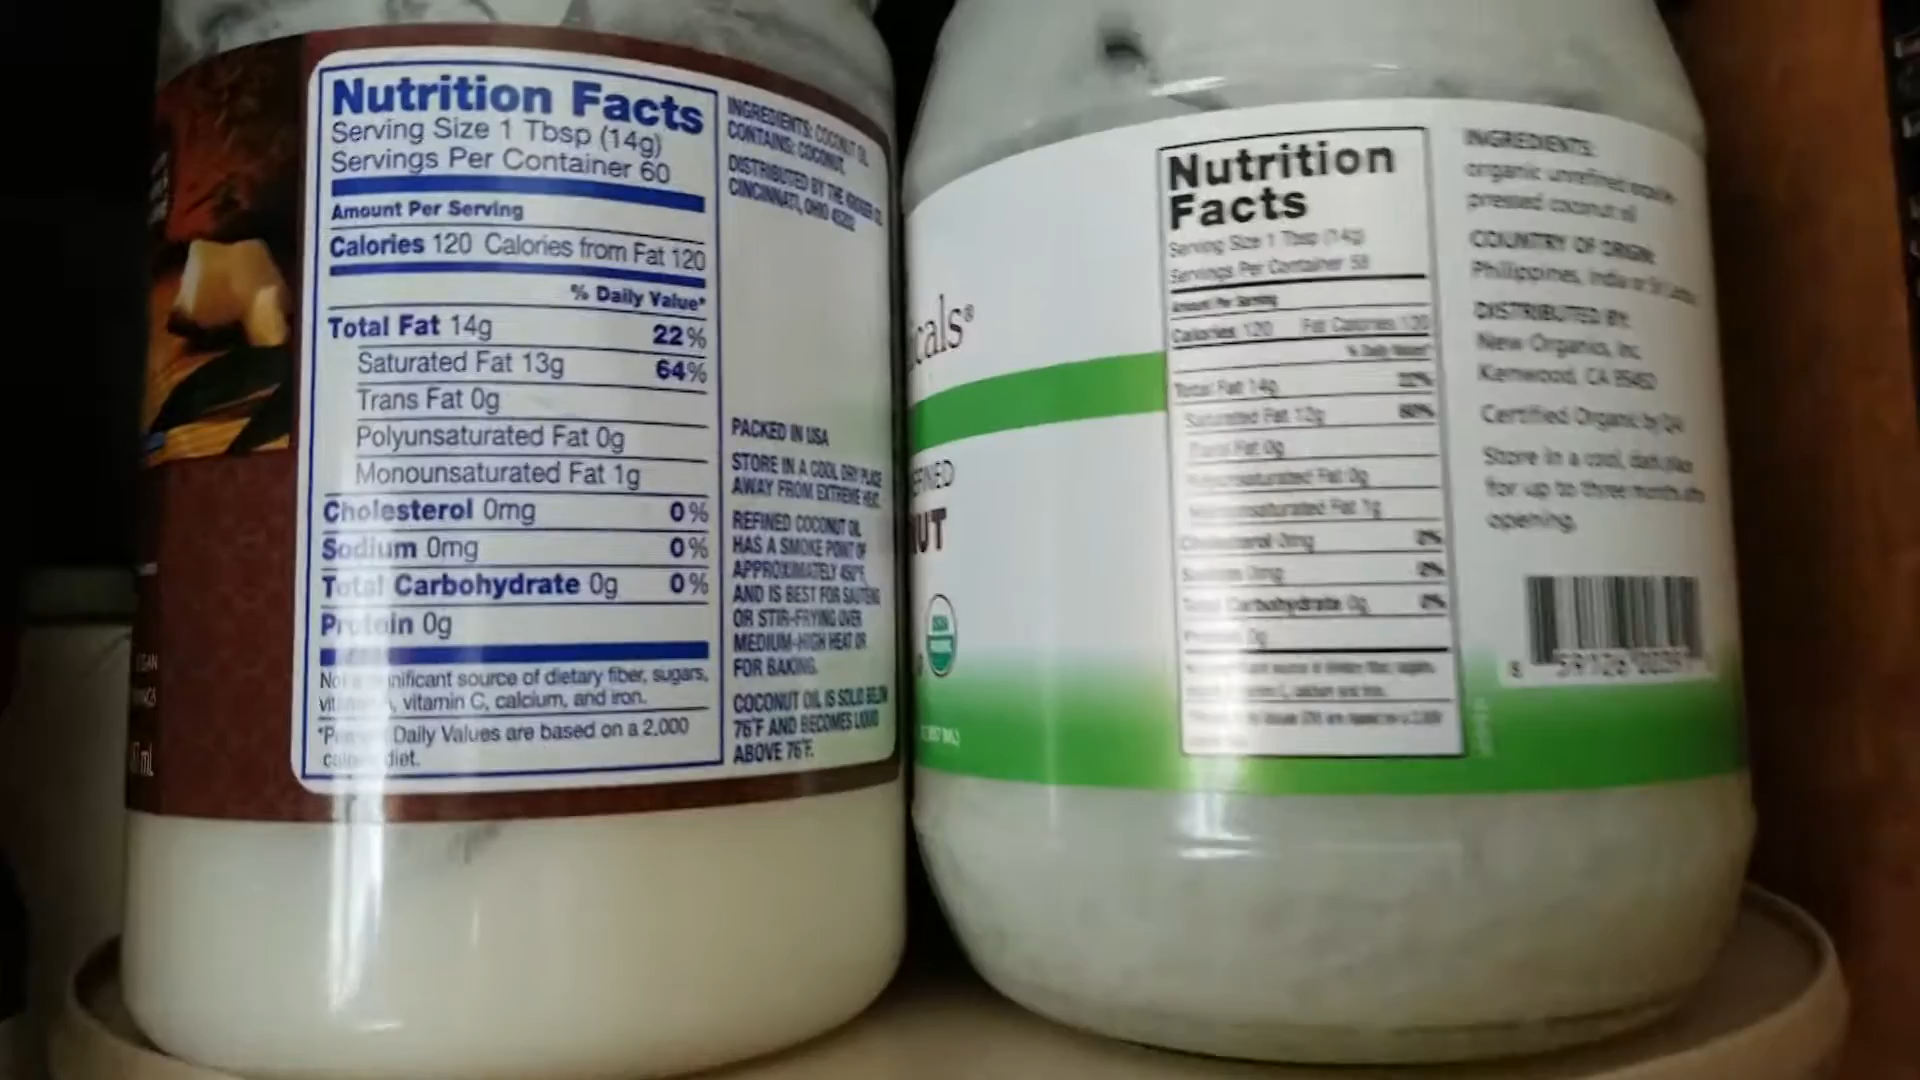 Nutrition Facts
Serving Size 1 Tbsp (14g)
Servings Per Container 60
Amount Per Serving
Calories 120 Calories from Fat 120
% Daily Value*
Total Fat 14g 22%
Saturated Fat 13g 64%
Trans Fat 0g
Polyunsaturated Fat 0g
Monounsaturated Fat 1g
Cholesterol 0mg 0%
Sodium 0mg 0%
Total Carbohydrate 0g 0%
Protein 0g
nificant source of dietary fiber, sugars,
, vitamin C, calcium, and iron.
Daily Values are based on a 2,000
diet.
INGREDIENTS: COCONUT OIL
CONTAINS: COCONUT.
DISTRIBUTED BY THE KROGER CO.
CINCINNATI, OHIO 45202
PACKED IN USA
STORE IN A COOL DRY PLACE
AWAY FROM EXTREME HEAT.
REFINED COCONUT OIL
HAS A SMOKE POINT OF
APPROXIMATELY 450°F,
AND IS BEST FOR SAUTEING
OR STIR-FRYING OVER
MEDIUM-HIGH HEAT OR
FOR BAKING.
COCONUT OIL IS SOLID BELOW
76°F AND BECOMES LIQUID
ABOVE 76°F.
icals®
FINED
NUT
USDA
ORGANIC
Nutrition
Facts
Serving Size 1 Tbsp (14g)
Servings Per Container 58
Amount Per Serving
Calories 120 Fat Calories 120
% Daily Value*
Total Fat 14g 22%
Saturated Fat 12g 60%
Trans Fat 0g
Polyunsaturated Fat 0g
Monounsaturated Fat 1g
Cholesterol 0mg 0%
Sodium 0mg 0%
Total Carbohydrate 0g 0%
Protein 0g
INGREDIENTS:
organic unrefined
pressed coconut oil
COUNTRY OF ORIGIN:
Philippines, India or Sri Lanka
DISTRIBUTED BY:
New Organics, Inc.
Kenwood, CA 95452
Certified Organic by QAI
Store in a cool, dark place
for up to three months after
opening.